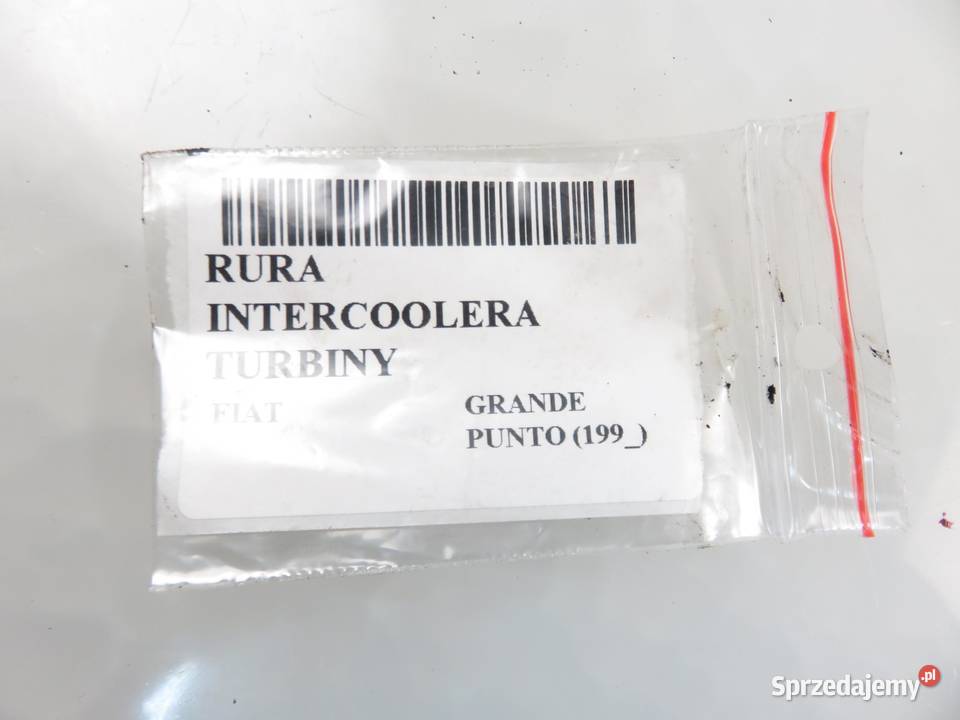 RURA
INTERCOOLERA
TURBINY
FIAT GRANDE
PUNTO (199_)
Sprzedajemy.pl